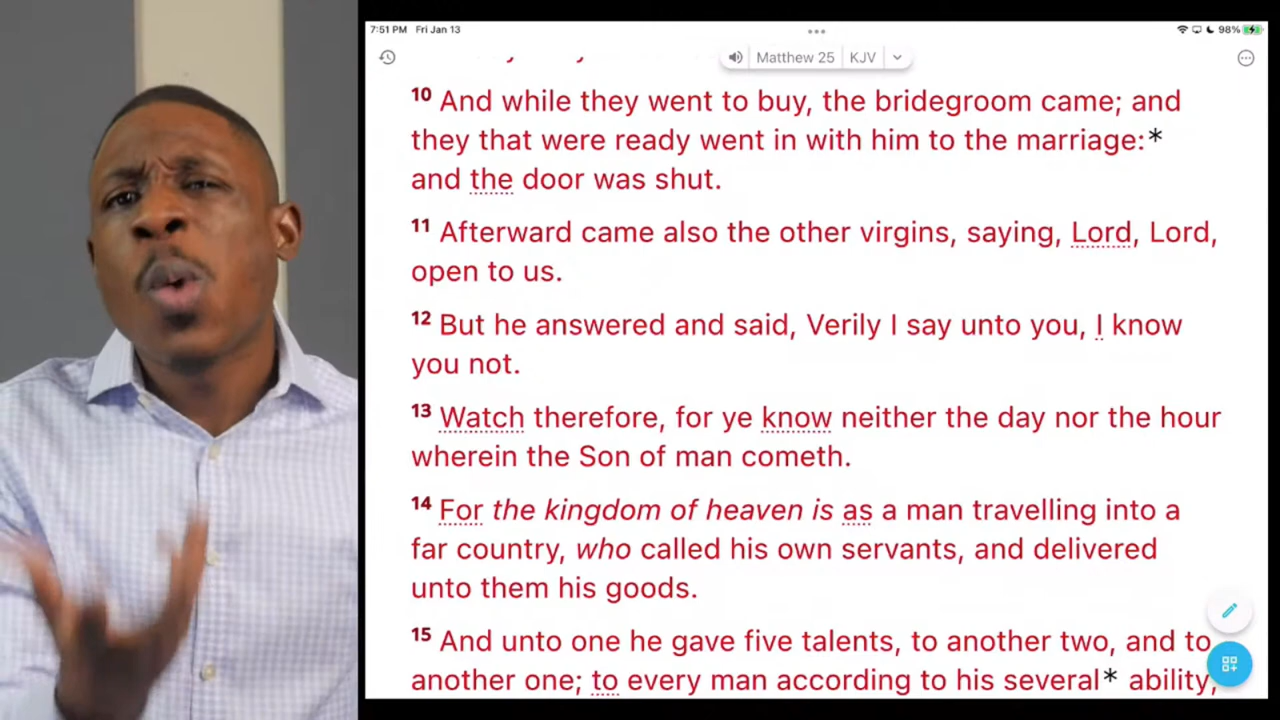 7:51 PM Fri Jan 13
98%
Matthew 25 KJV
10 And while they went to buy, the bridegroom came; and
they that were ready went in with him to the marriage:*
and the door was shut.
11 Afterward came also the other virgins, saying, Lord, Lord,
open to us.
12 But he answered and said, Verily I say unto you, I know
you not.
13 Watch therefore, for ye know neither the day nor the hour
wherein the Son of man cometh.
14 For the kingdom of heaven is as a man travelling into a
far country, who called his own servants, and delivered
unto them his goods.
15 And unto one he gave five talents, to another two, and to
another one; to every man according to his several* ability;